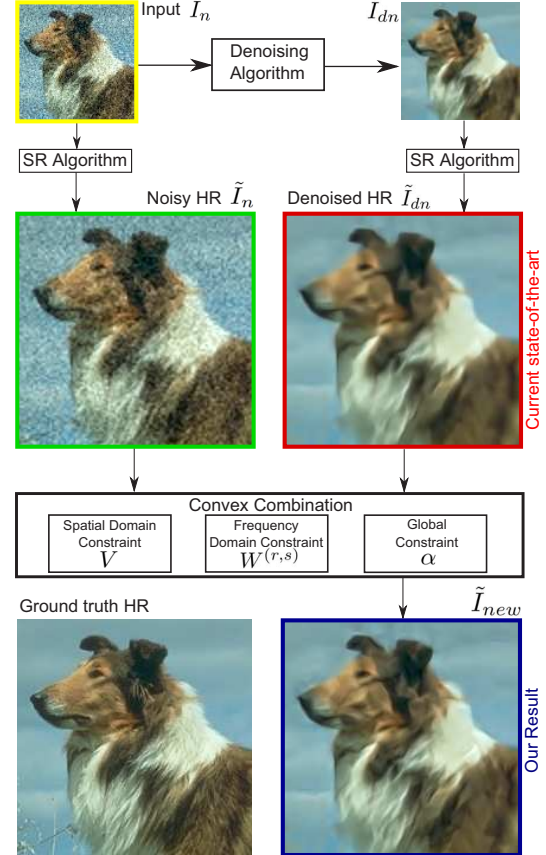 Input $I_n$
$I_{dn}$
Denoising
Algorithm
SR Algorithm
SR Algorithm
Noisy HR $\tilde{I}_n$
Denoised HR $\tilde{I}_{dn}$
Current state-of-the-art
Convex Combination
Spatial Domain
Constraint
$V$
Frequency
Domain Constraint
$W^{(r,s)}$
Global
Constraint
$\alpha$
Ground truth HR
$\tilde{I}_{new}$
Our Result